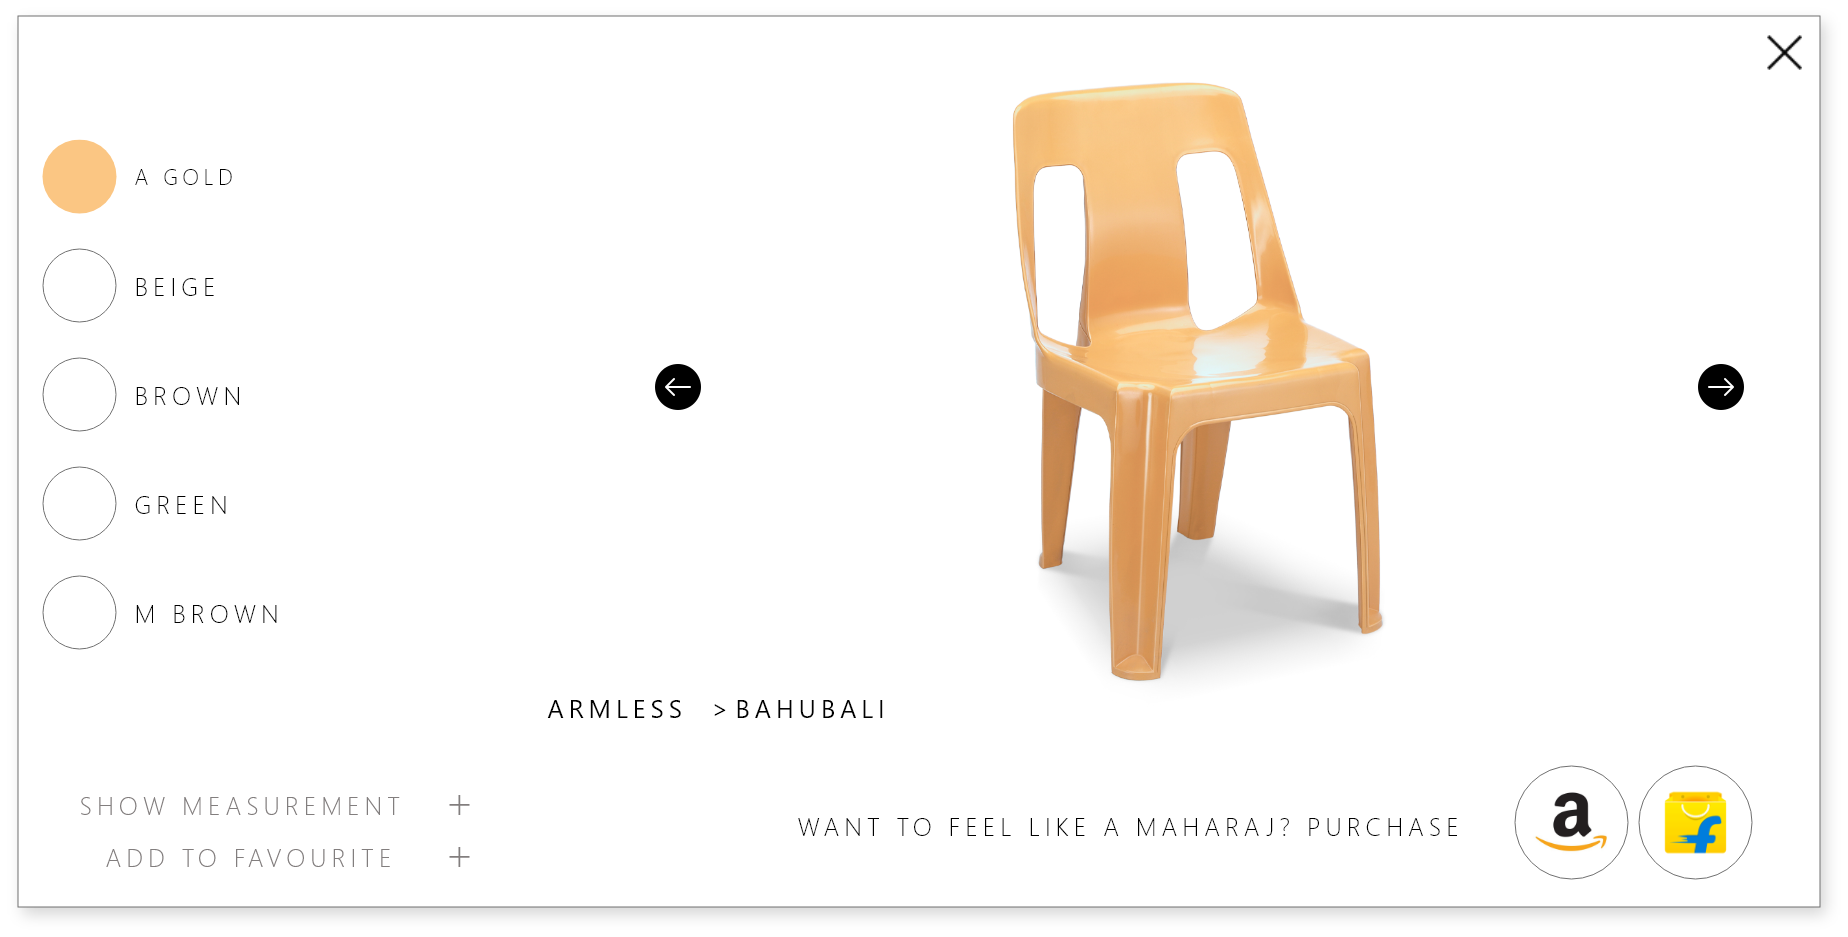 A GOLD
BEIGE
BROWN
GREEN
M BROWN
ARMLESS > BAHUBALI
SHOW MEASUREMENT +
ADD TO FAVOURITE +
WANT TO FEEL LIKE A MAHARAJ? PURCHASE
a
f